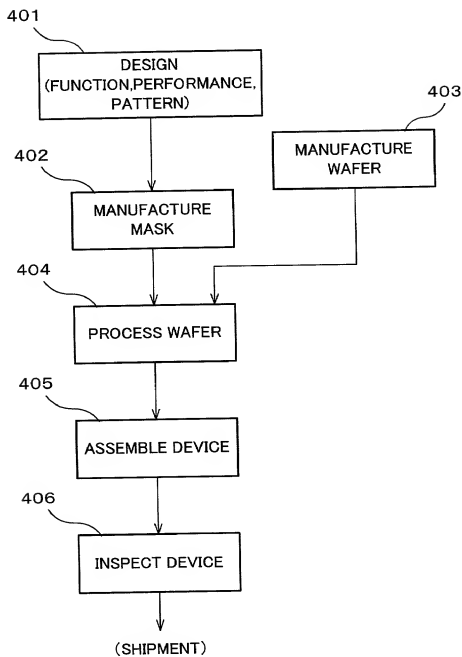 401
DESIGN
(FUNCTION,PERFORMANCE,
PATTERN)
403
MANUFACTURE
WAFER
402
MANUFACTURE
MASK
404
PROCESS WAFER
405
ASSEMBLE DEVICE
406
INSPECT DEVICE
(SHIPMENT)